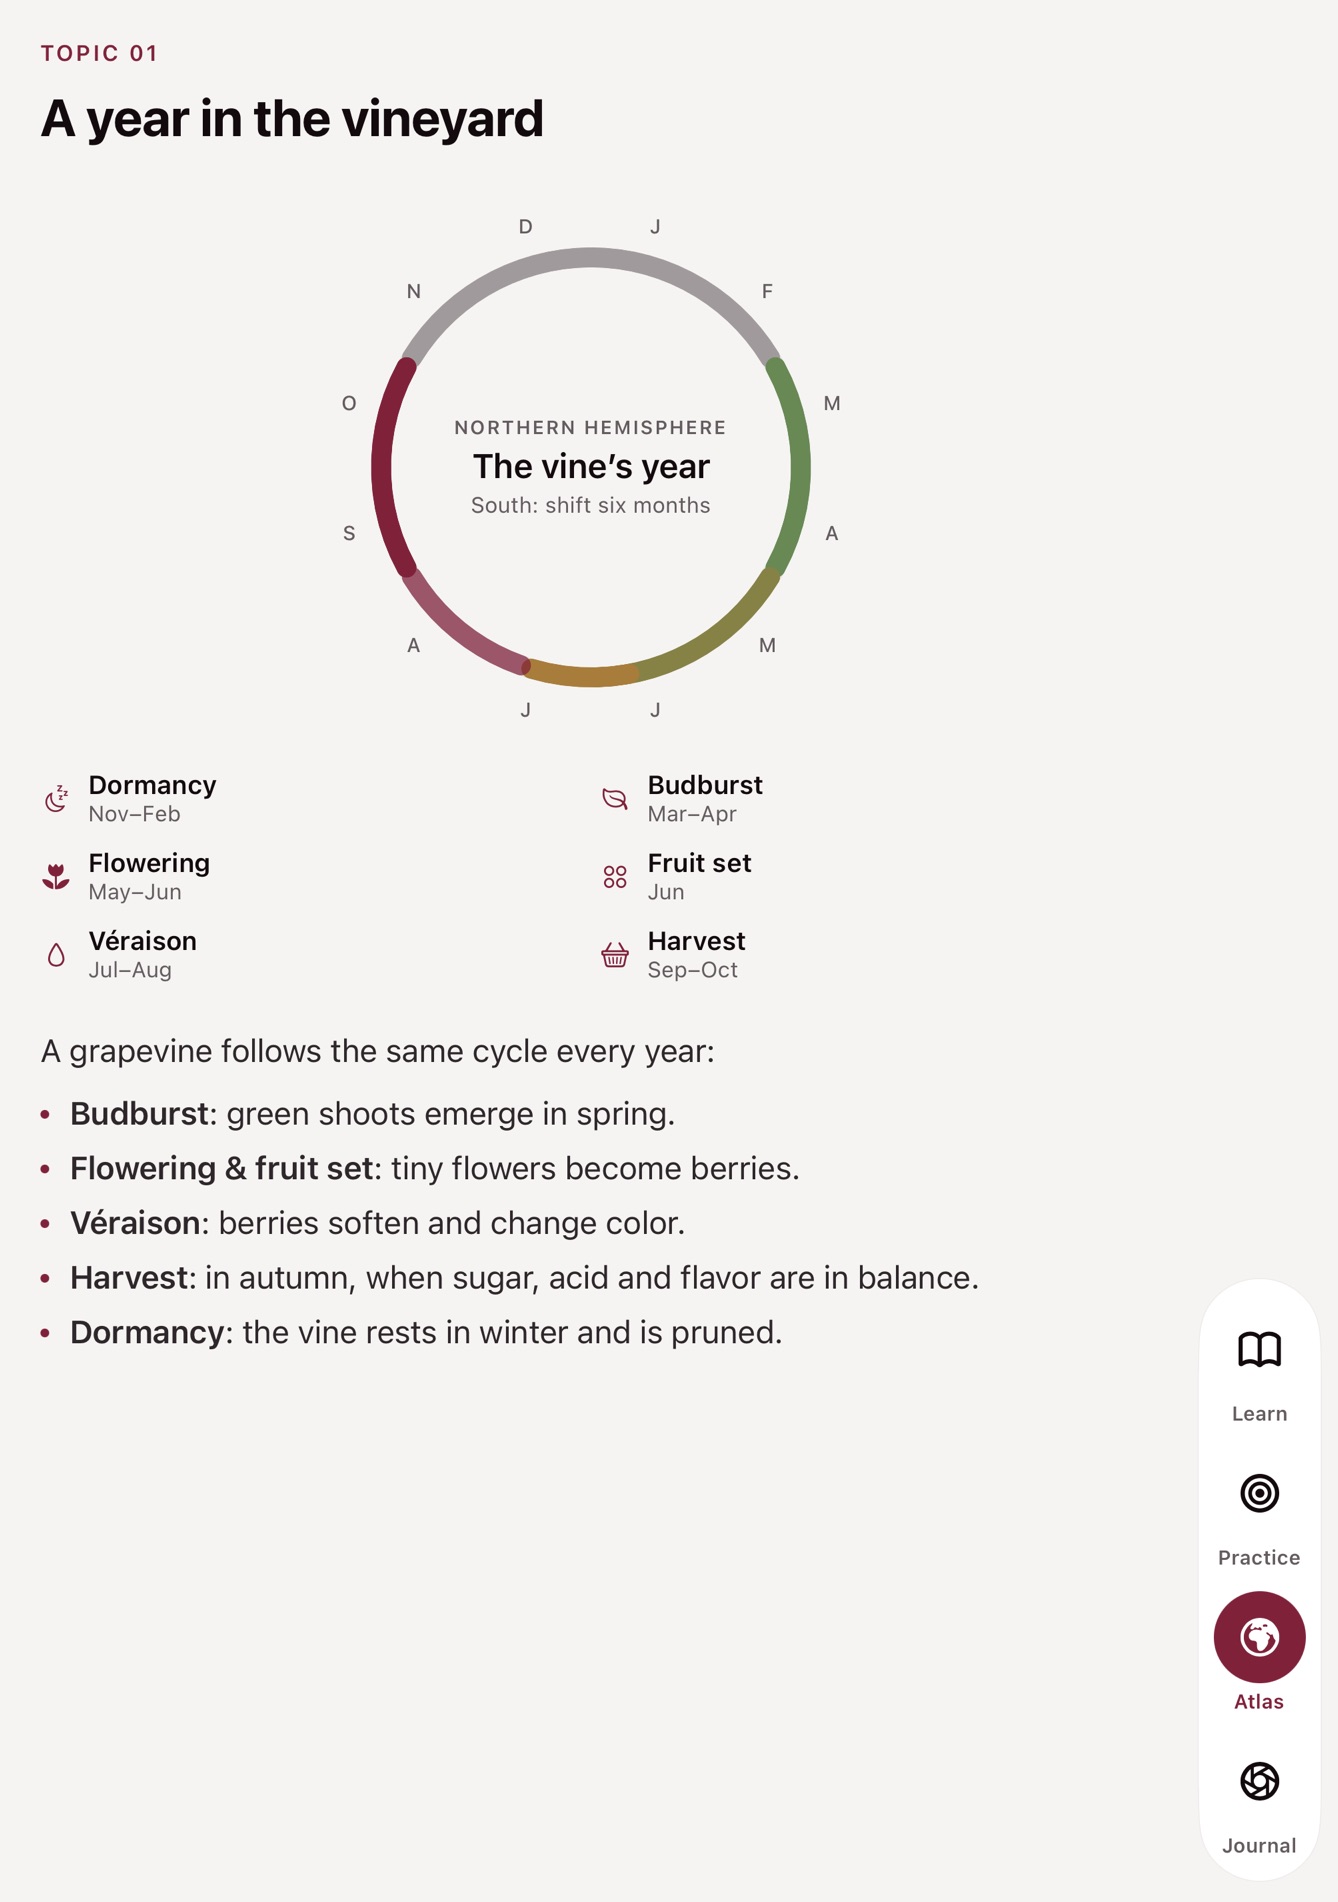 TOPIC 01
A year in the vineyard
D J
N F
O M
NORTHERN HEMISPHERE
The vine’s year
South: shift six months
S A
A M
J J
Dormancy
Nov–Feb
Budburst
Mar–Apr
Flowering
May–Jun
Fruit set
Jun
Véraison
Jul–Aug
Harvest
Sep–Oct
A grapevine follows the same cycle every year:
• Budburst: green shoots emerge in spring.
• Flowering & fruit set: tiny flowers become berries.
• Véraison: berries soften and change color.
• Harvest: in autumn, when sugar, acid and flavor are in balance.
• Dormancy: the vine rests in winter and is pruned.
Learn
Practice
Atlas
Journal